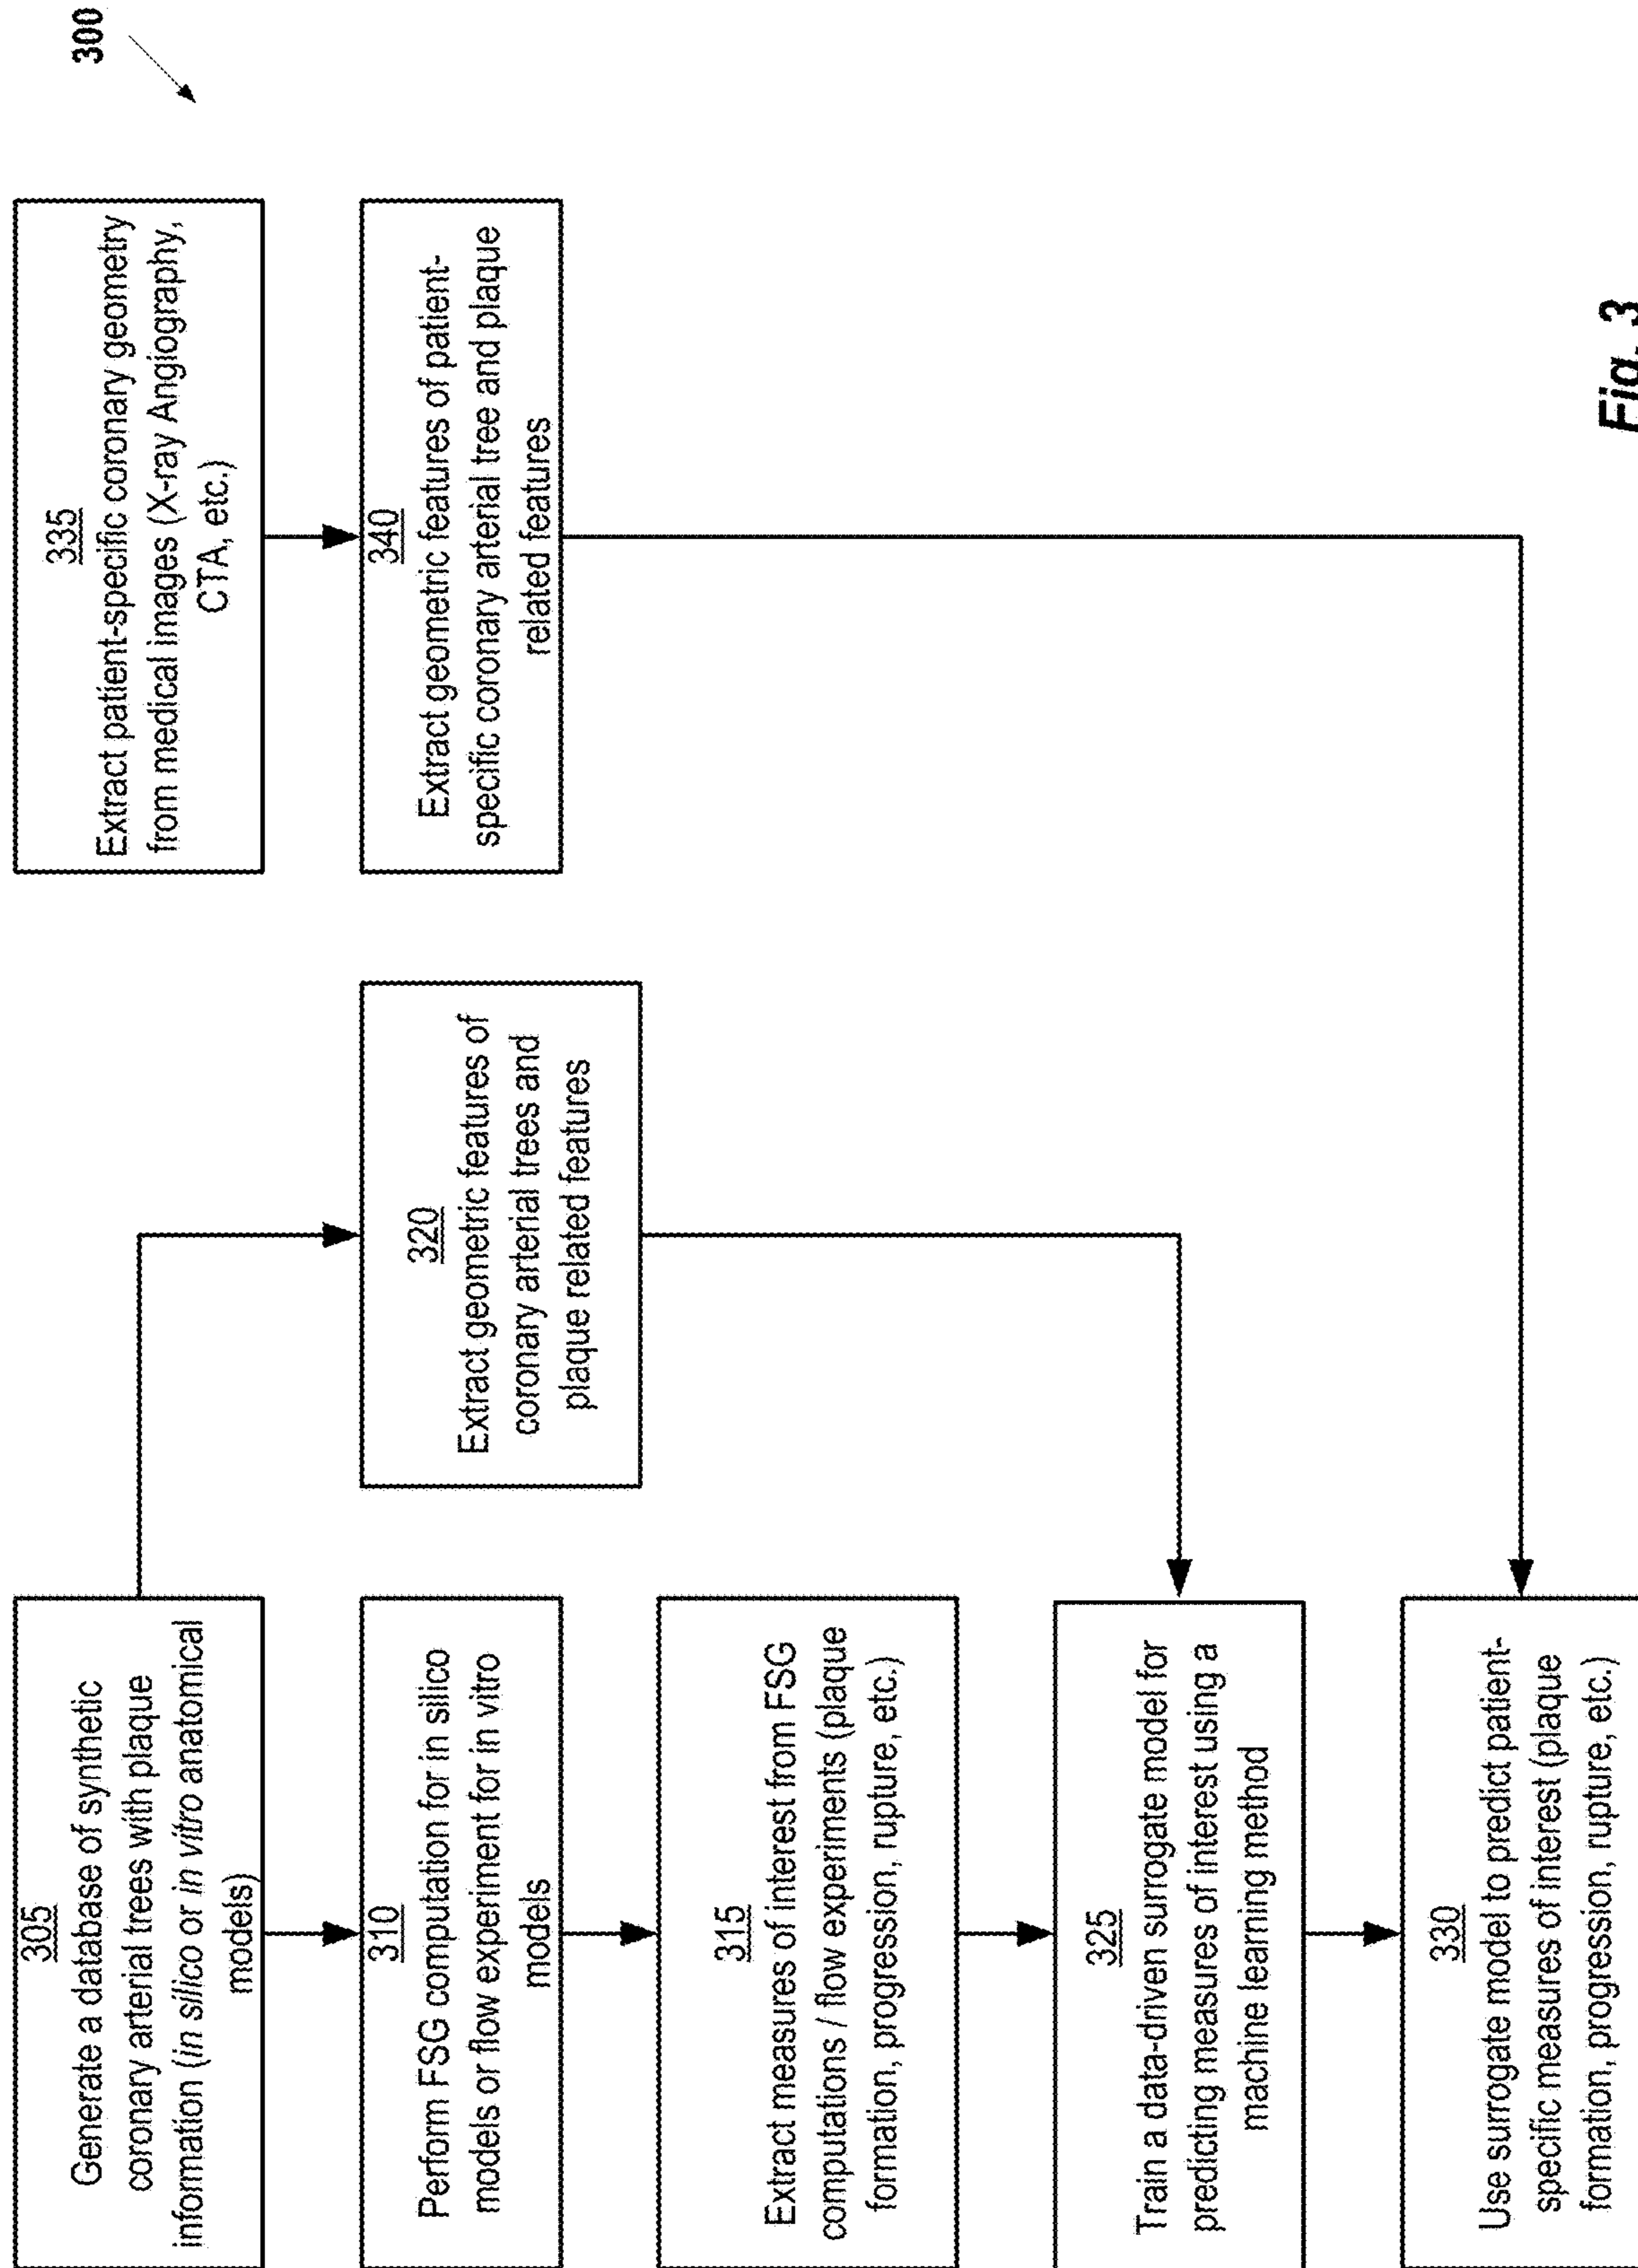 300
305
Generate a database of synthetic
coronary arterial trees with plaque
information (in silico or in vitro anatomical
models)
310
Perform FSG computation for in silico
models or flow experiment for in vitro
models
315
Extract measures of interest from FSG
computations / flow experiments (plaque
formation, progression, rupture, etc.)
320
Extract geometric features of
coronary arterial trees and
plaque related features
325
Train a data-driven surrogate model for
predicting measures of interest using a
machine learning method
330
Use surrogate model to predict patient-
specific measures of interest (plaque
formation, progression, rupture, etc.)
335
Extract patient-specific coronary geometry
from medical images (X-ray Angiography,
CTA, etc.)
340
Extract geometric features of patient-
specific coronary arterial tree and plaque
related features
Fig. 3